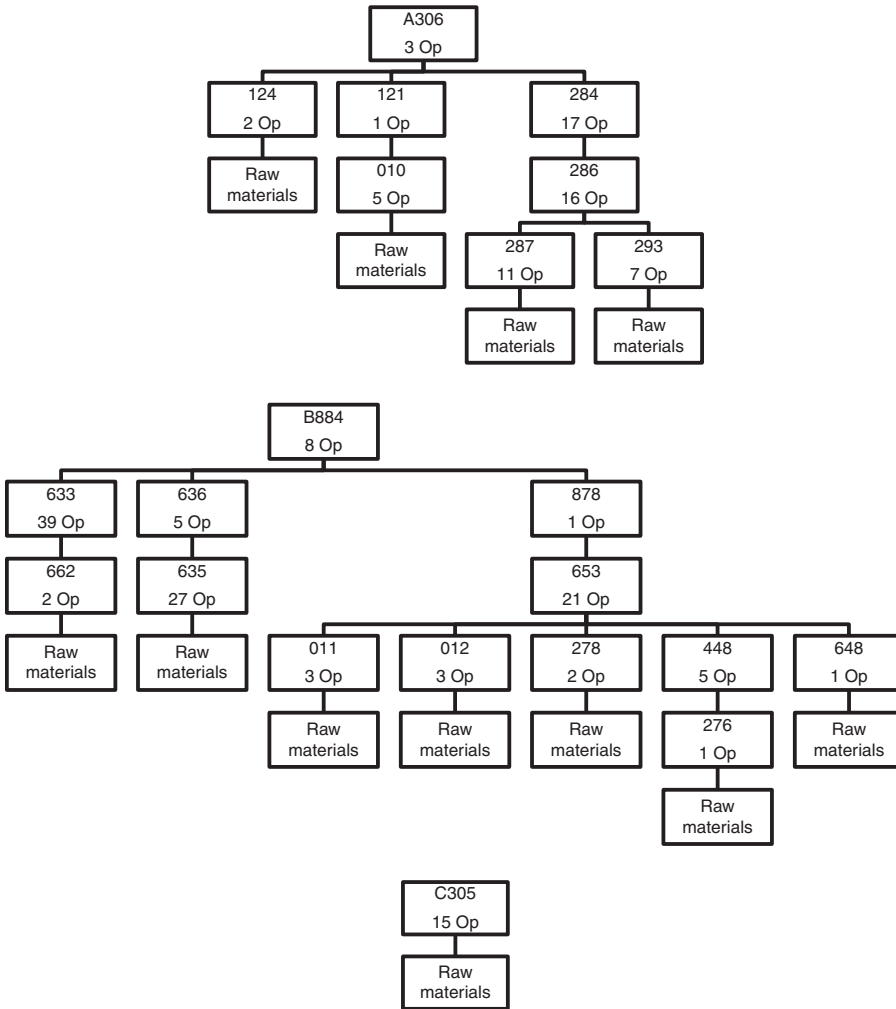 A306
3 Op
124
2 Op
121
1 Op
284
17 Op
Raw
materials
010
5 Op
286
16 Op
Raw
materials
287
11 Op
293
7 Op
Raw
materials
Raw
materials
B884
8 Op
633
39 Op
636
5 Op
878
1 Op
662
2 Op
635
27 Op
653
21 Op
Raw
materials
Raw
materials
011
3 Op
012
3 Op
278
2 Op
448
5 Op
648
1 Op
Raw
materials
Raw
materials
Raw
materials
276
1 Op
Raw
materials
Raw
materials
C305
15 Op
Raw
materials